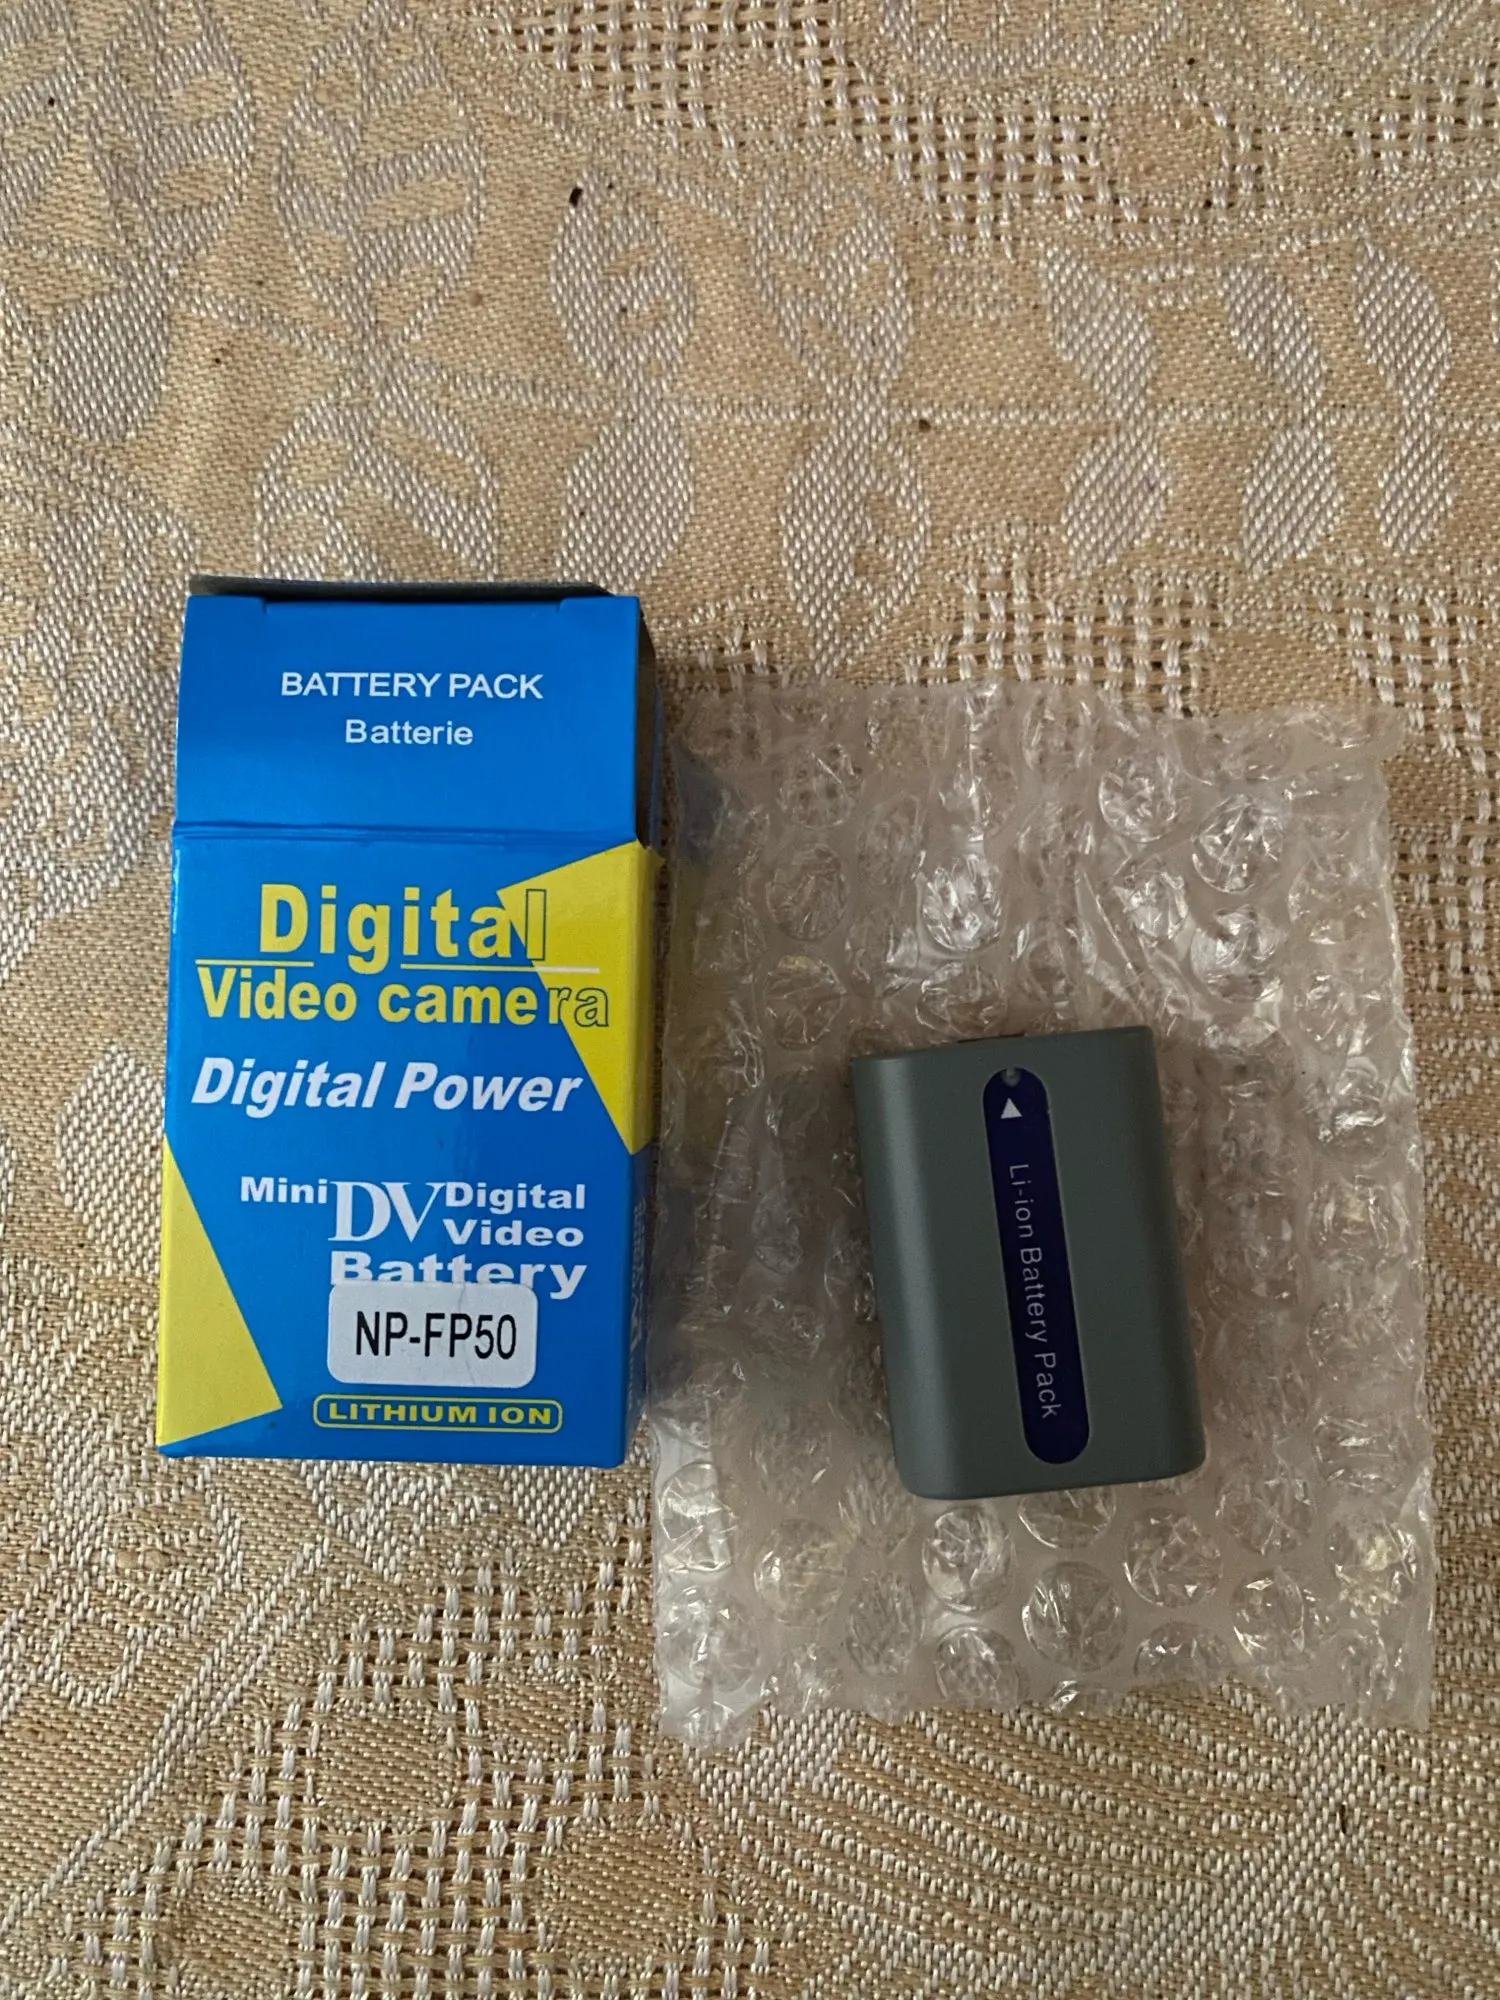 BATTERY PACK
Batterie
Digital
Video camera
Digital Power
Mini DV Digital
Video
Battery
NP-FP50
LITHIUM ION
Li-ion Battery Pack